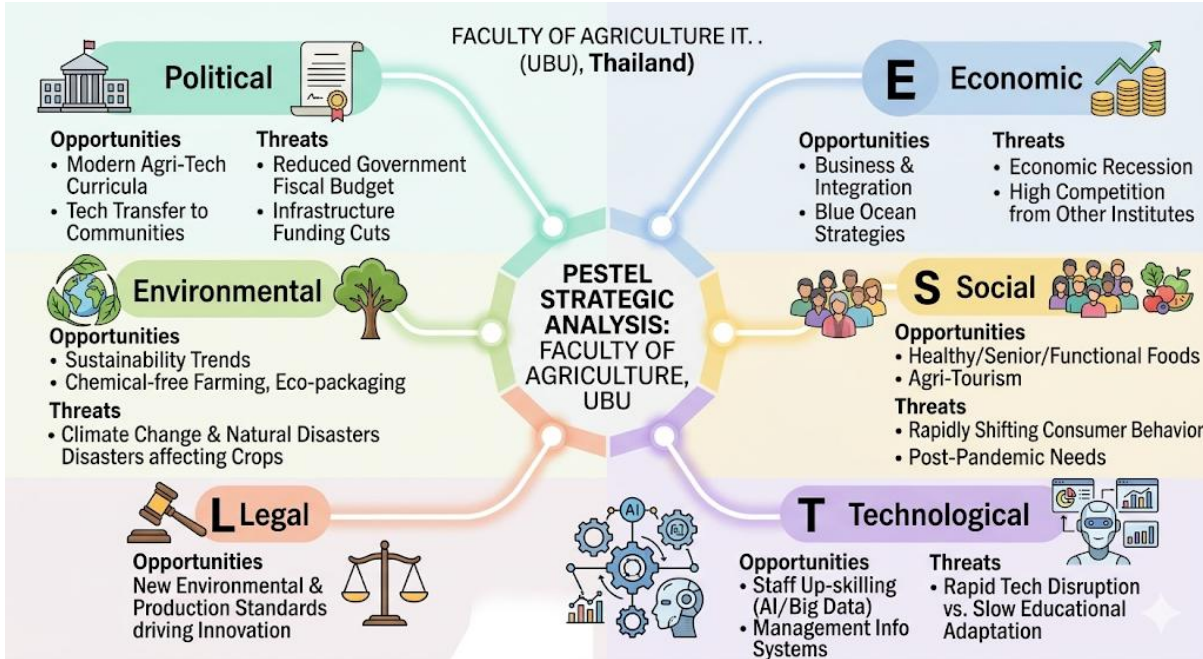 FACULTY OF AGRICULTURE IT. .
(UBU), Thailand)
Political
Opportunities
• Modern Agri-Tech
Curricula
• Tech Transfer to
Communities
Threats
• Reduced Government
Fiscal Budget
• Infrastructure
Funding Cuts
E Economic
Opportunities
• Business &
Integration
• Blue Ocean
Strategies
Threats
• Economic Recession
• High Competition
from Other Institutes
PESTEL
STRATEGIC
ANALYSIS:
FACULTY OF
AGRICULTURE,
UBU
Environmental
Opportunities
• Sustainability Trends
• Chemical-free Farming, Eco-packaging
Threats
• Climate Change & Natural Disasters
Disasters affecting Crops
S Social
Opportunities
• Healthy/Senior/Functional Foods
• Agri-Tourism
Threats
• Rapidly Shifting Consumer Behavior
• Post-Pandemic Needs
L Legal
Opportunities
New Environmental &
Production Standards
driving Innovation
AI
T Technological
Opportunities
• Staff Up-skilling
(AI/Big Data)
• Management Info
Systems
Threats
• Rapid Tech Disruption
vs. Slow Educational
Adaptation